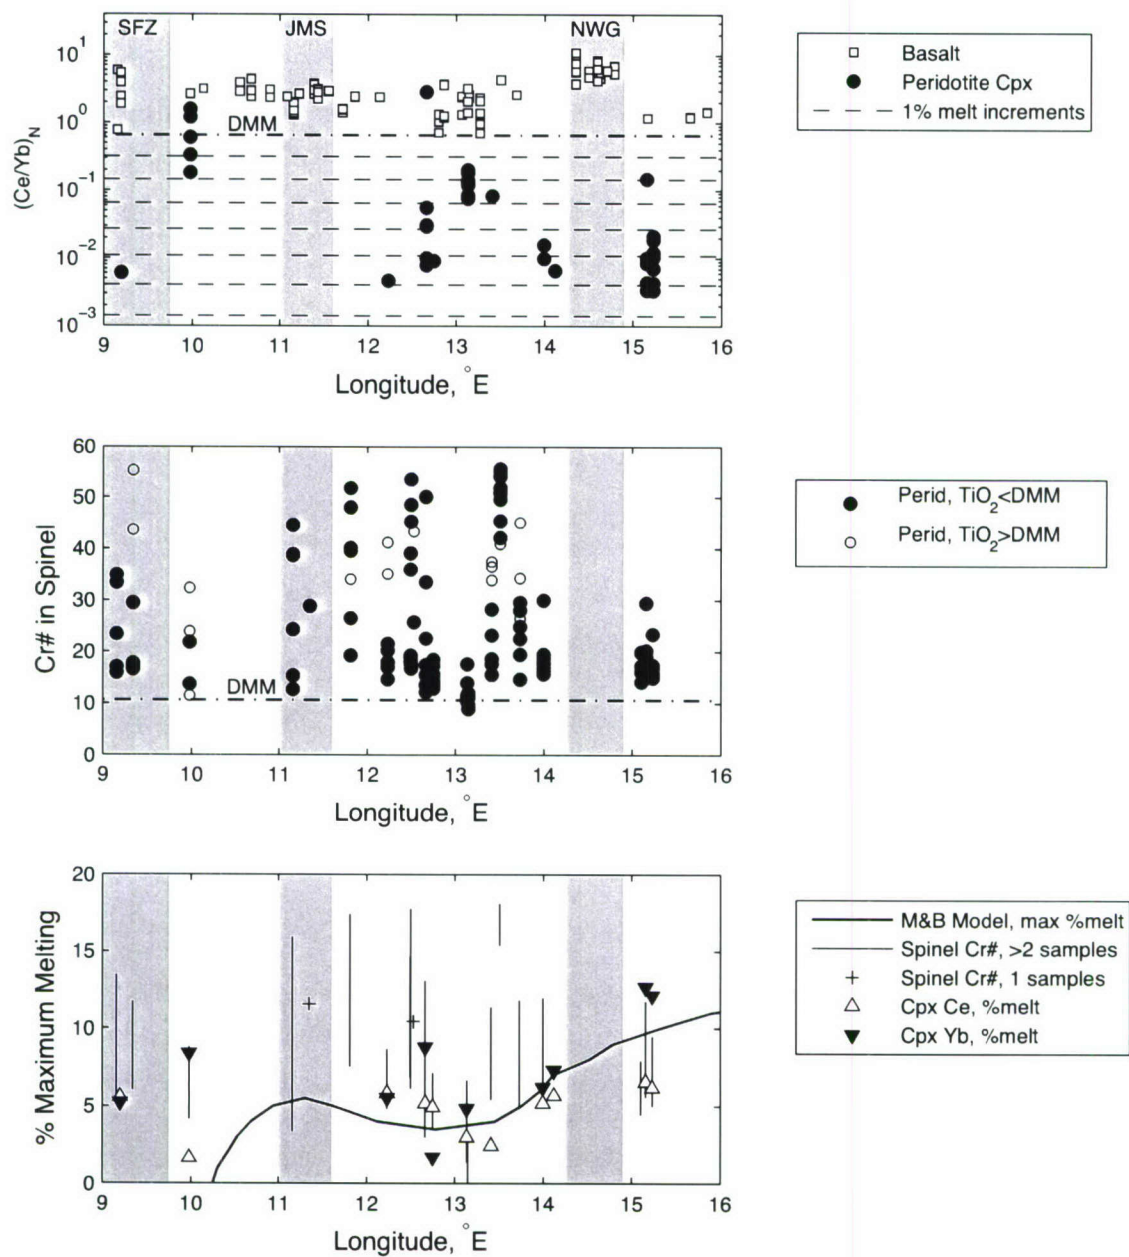 SFZ JMS NWG
10^1
10^0
10^-1
10^-2
10^-3
(Ce/Yb)N
DMM
9 10 11 12 13 14 15 16
Longitude, °E
□ Basalt
● Peridotite Cpx
— — 1% melt increments
60
50
40
30
20
10
0
Cr# in Spinel
DMM
9 10 11 12 13 14 15 16
Longitude, °E
● Perid, TiO2<DMM
○ Perid, TiO2>DMM
20
15
10
5
0
% Maximum Melting
9 10 11 12 13 14 15 16
Longitude, °E
M&B Model, max %melt
Spinel Cr#, >2 samples
+ Spinel Cr#, 1 samples
△ Cpx Ce, %melt
▼ Cpx Yb, %melt